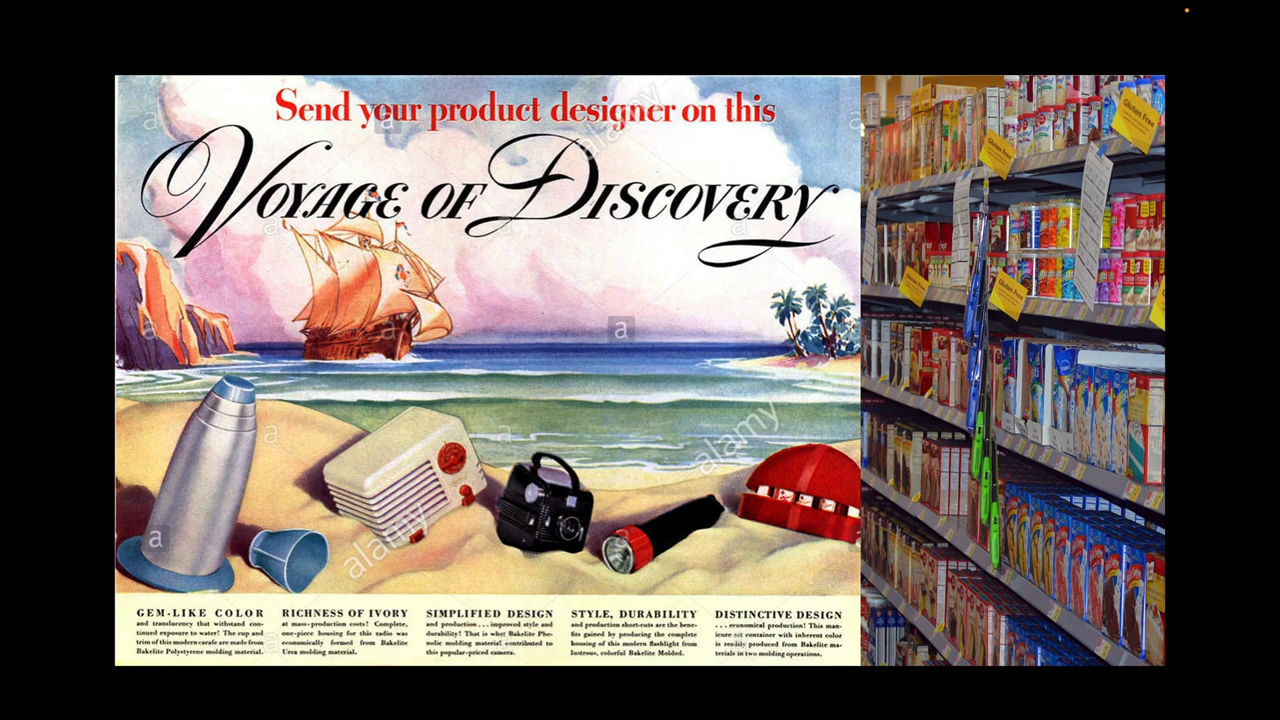 Send your product designer on this
VOYAGE OF DISCOVERY
GEM-LIKE COLOR
and translucency that withstand con-
tinued exposure to water! The cup and
trim of this modern carafe are made from
Bakelite Polystyrene molding material.
RICHNESS OF IVORY
at mass-production costs! Complete,
one-piece housing for this radio was
economically formed from Bakelite
Urea molding material.
SIMPLIFIED DESIGN
and production . . . improved style and
durability! That is what Bakelite Phe-
nolic molding material contributed to
this popular-priced camera.
STYLE, DURABILITY
and production short-cuts are the bene-
fits gained by producing the complete
housing of this modern flashlight from
lustrous, colorful Bakelite Molded.
DISTINCTIVE DESIGN
. . . . economical production! This man-
icure set container with inherent color
is readily produced from Bakelite ma-
terials in two molding operations.
alamy
alamy
alamy
a
a
a
a
Gluten Free
Gluten Free
Gluten Free
Gluten Free